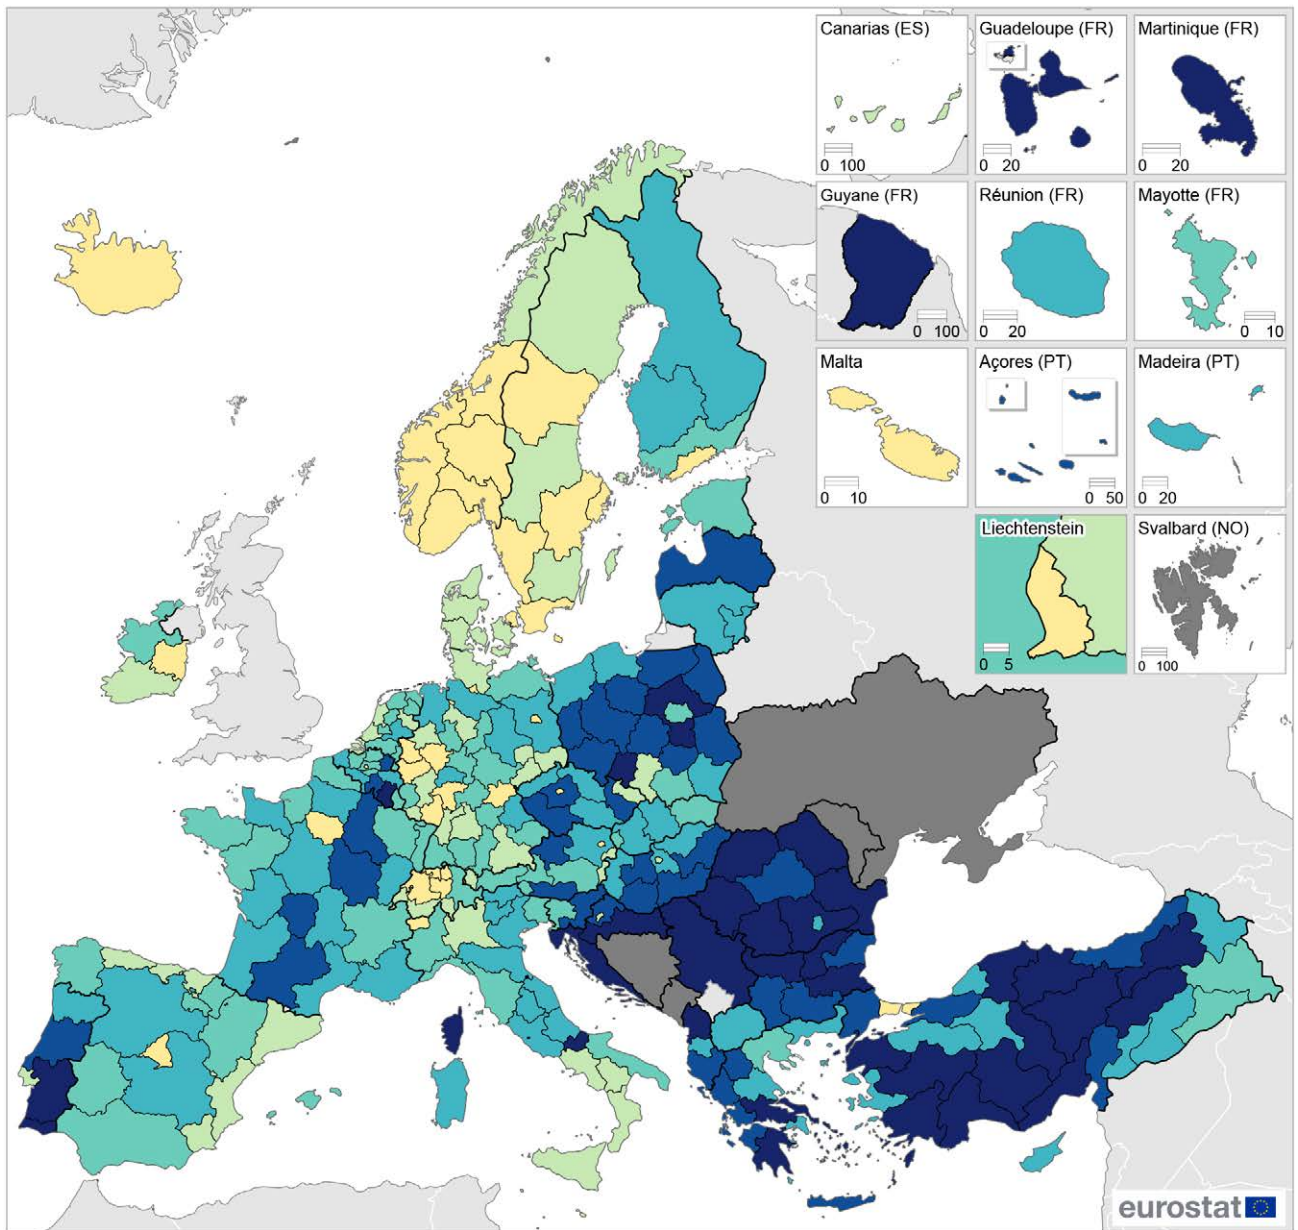 Canarias (ES)
0 100
Guadeloupe (FR)
0 20
Martinique (FR)
0 20
Guyane (FR)
0 100
Réunion (FR)
0 20
Mayotte (FR)
0 10
Malta
0 10
Açores (PT)
0 50
Madeira (PT)
0 20
Liechtenstein
0 5
Svalbard (NO)
0 100
eurostat